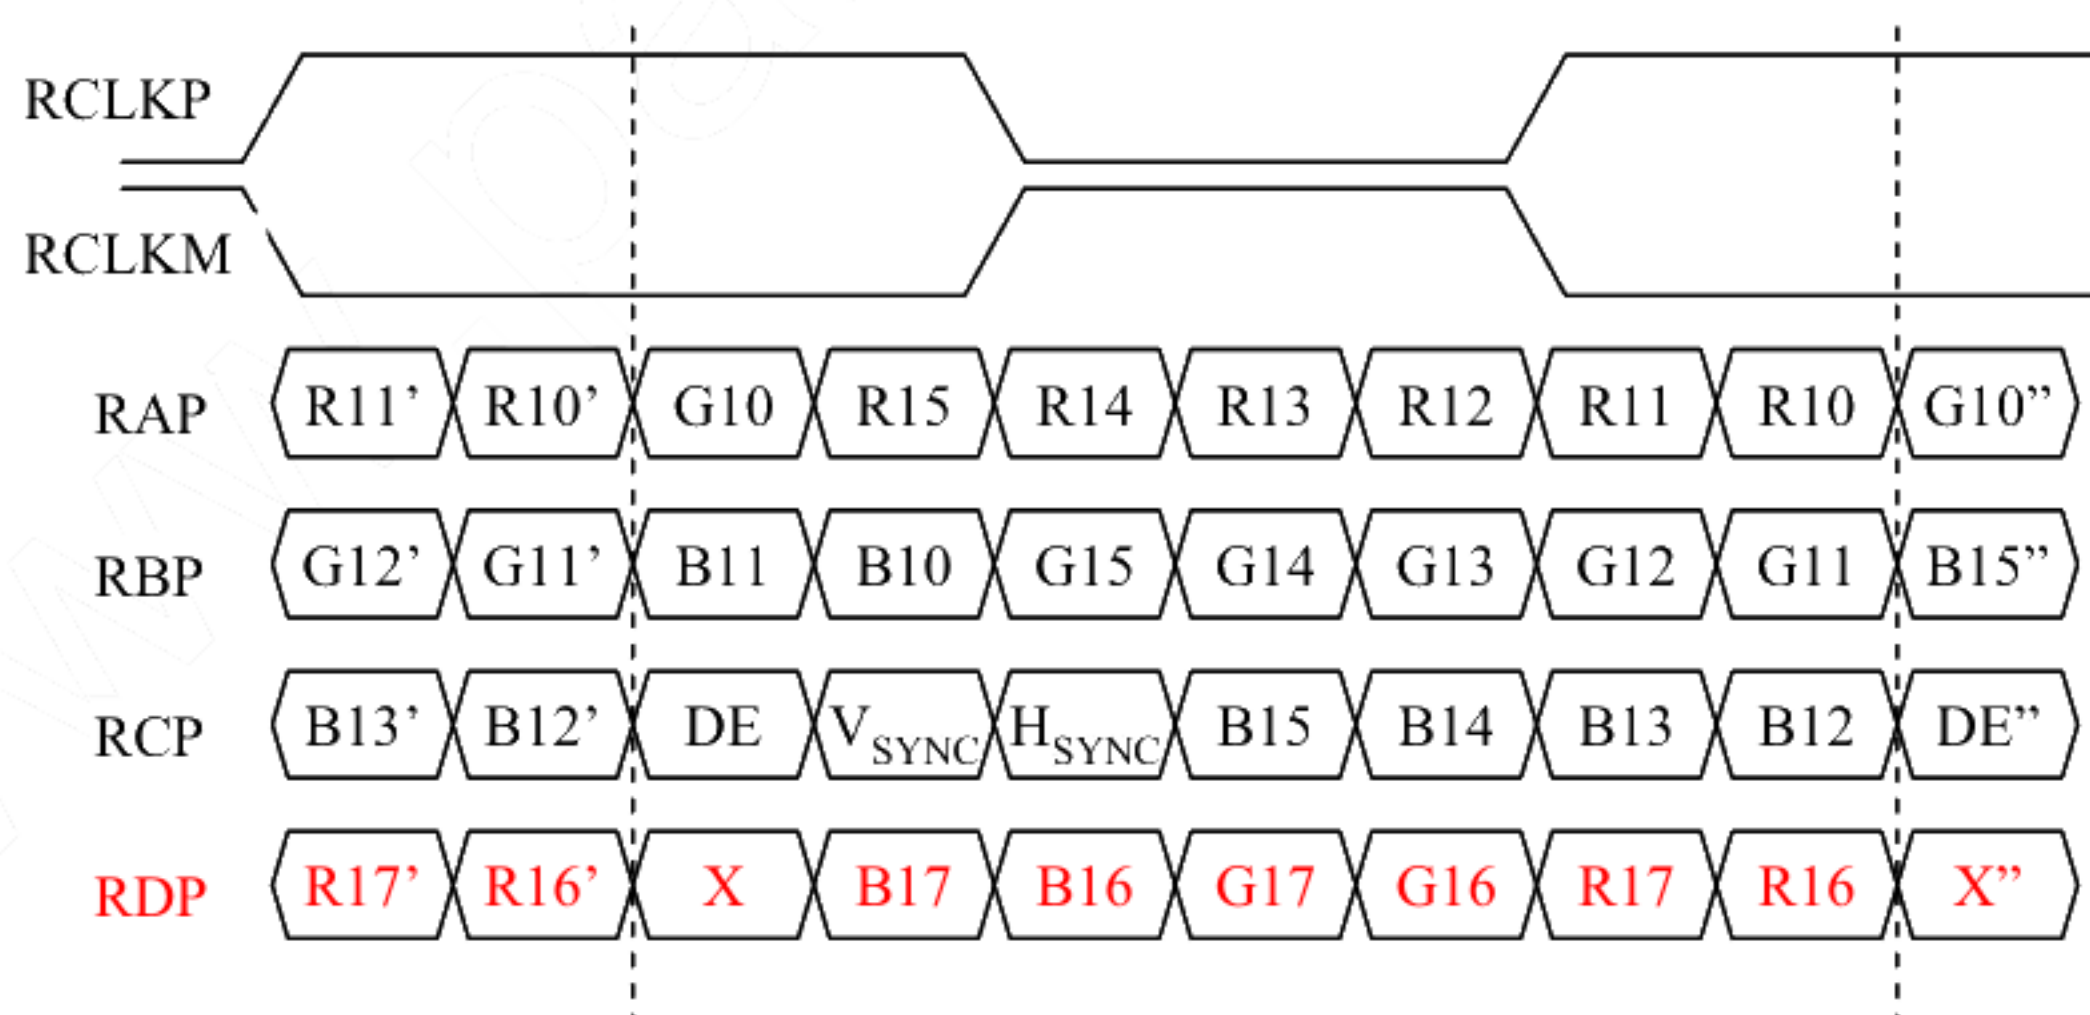 RCLKP
RCLKM
RAP R11’ R10’ G10 R15 R14 R13 R12 R11 R10 G10”
RBP G12’ G11’ B11 B10 G15 G14 G13 G12 G11 B15”
RCP B13’ B12’ DE VSYNC HSYNC B15 B14 B13 B12 DE”
RDP R17’ R16’ X B17 B16 G17 G16 R17 R16 X”